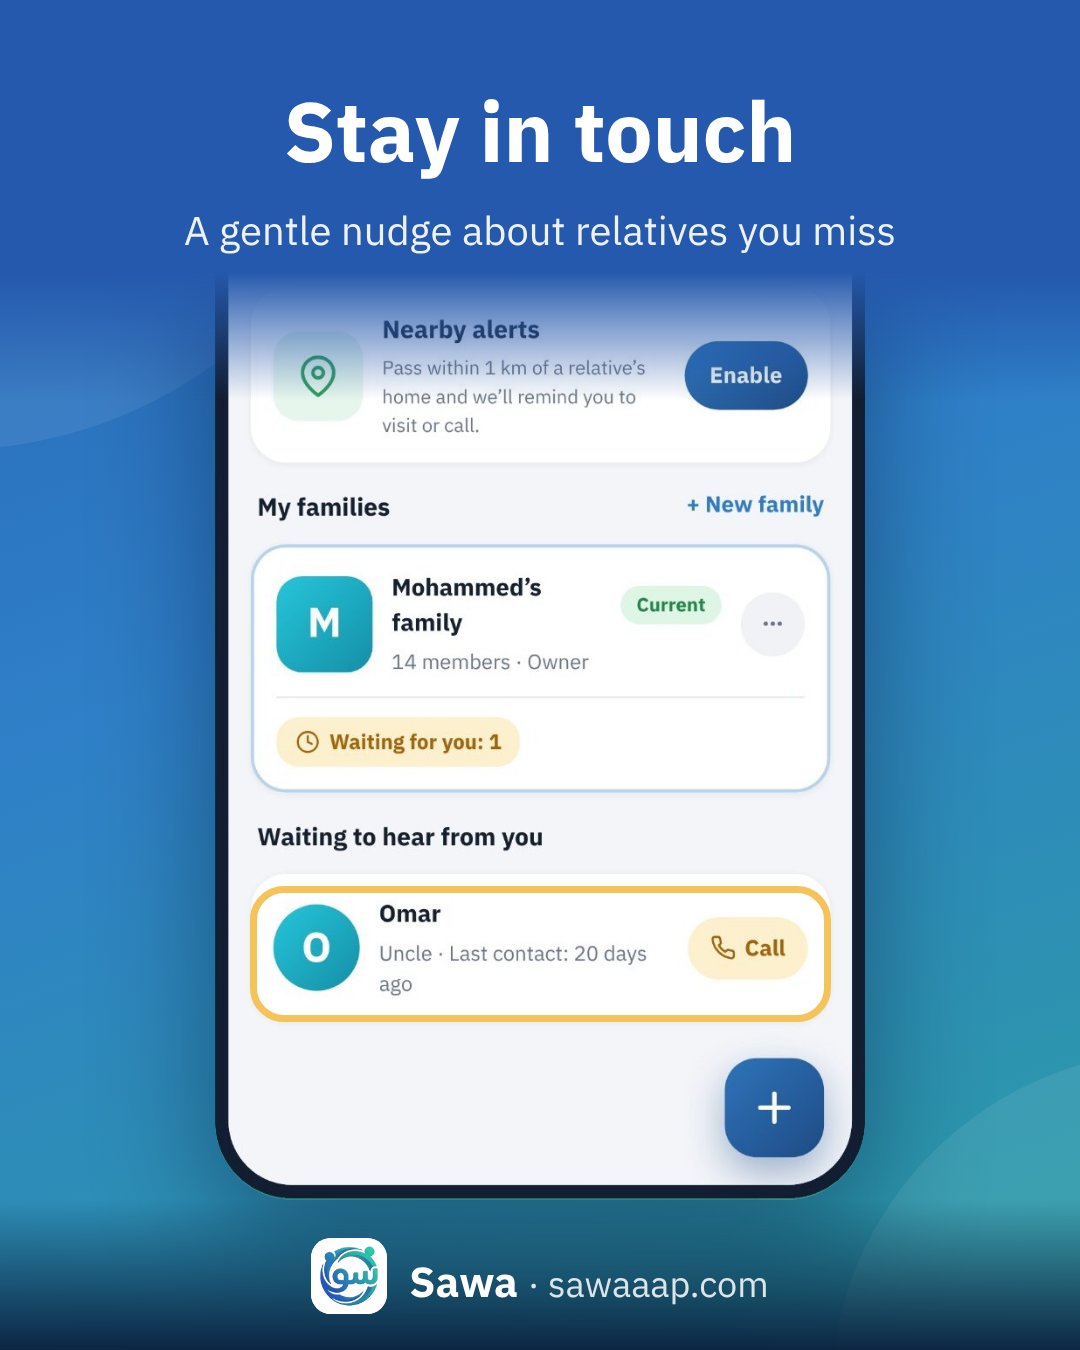 Stay in touch
A gentle nudge about relatives you miss
Nearby alerts
Pass within 1 km of a relative’s
home and we’ll remind you to
visit or call.
Enable
My families
+ New family
M
Mohammed’s
family
14 members · Owner
Current
Waiting for you: 1
Waiting to hear from you
O
Omar
Uncle · Last contact: 20 days
ago
Call
سوا
Sawa · sawaaap.com